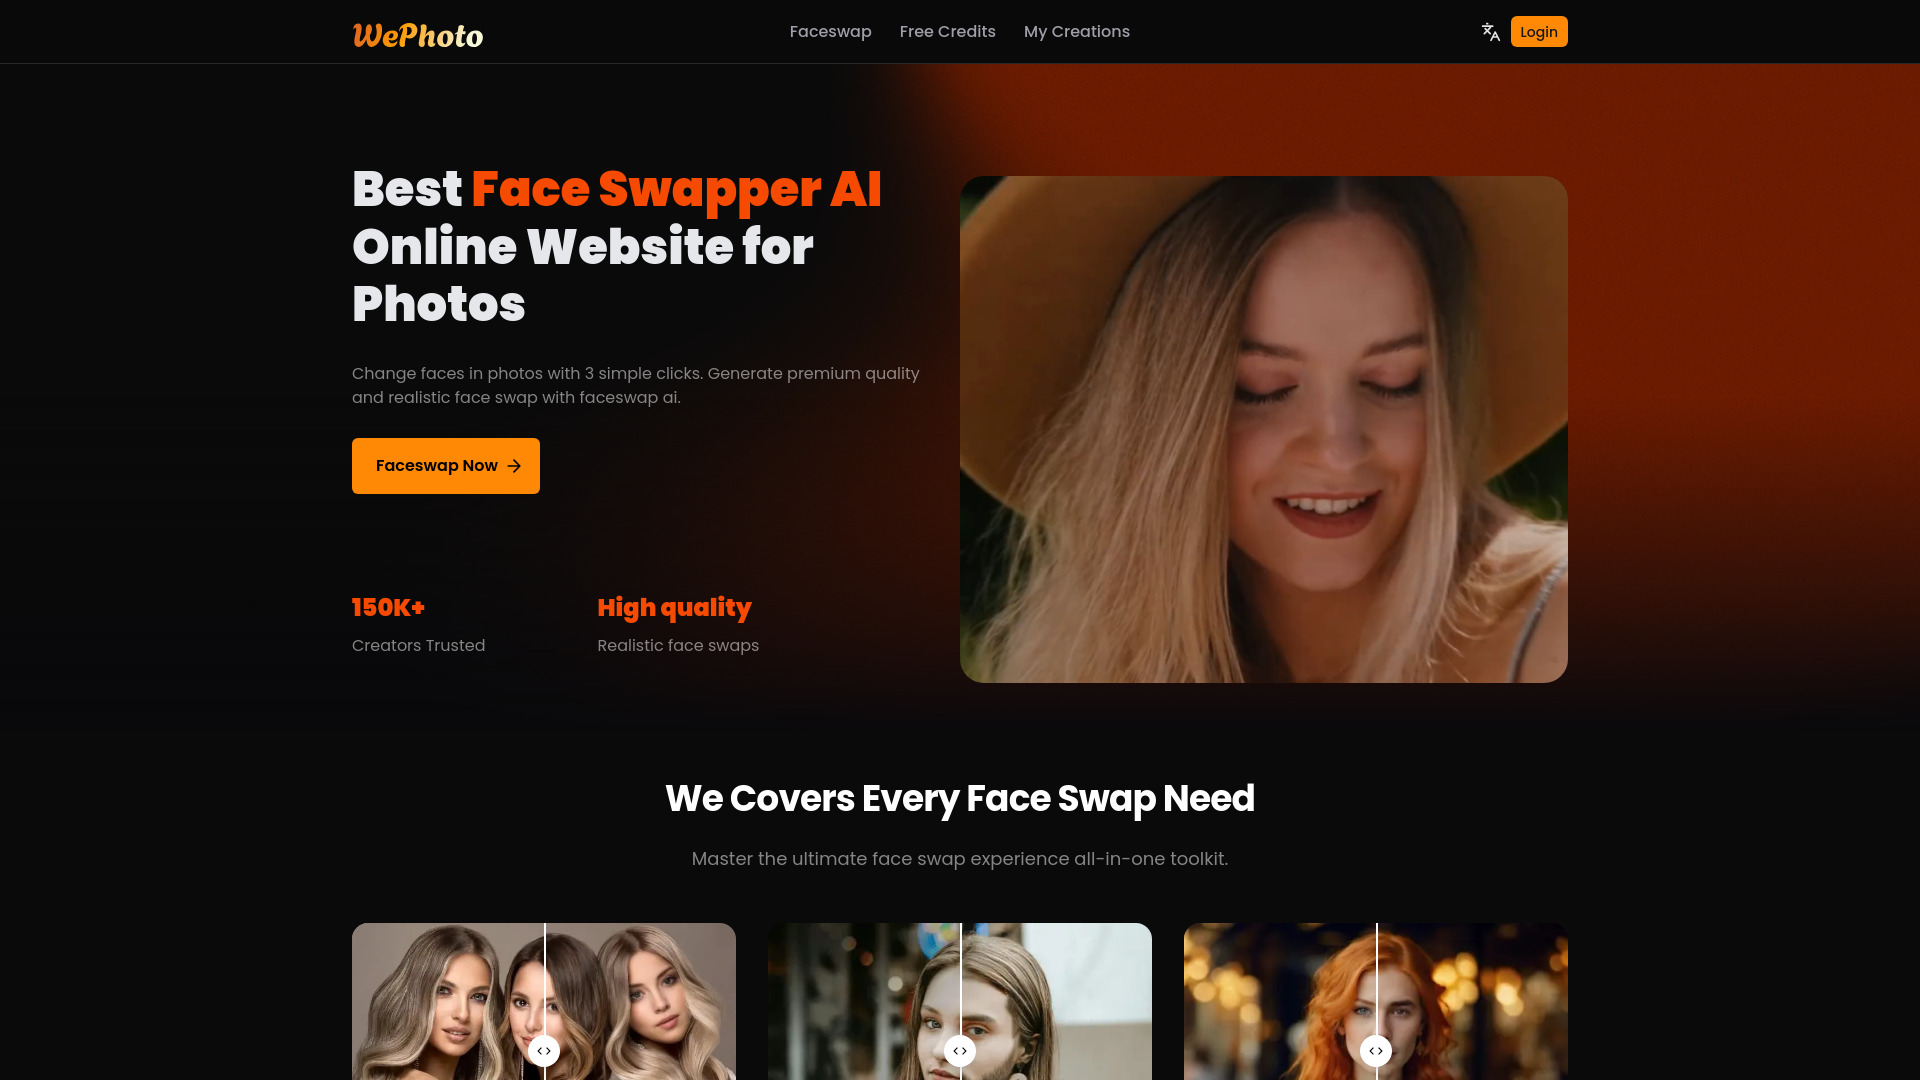 WePhoto
Faceswap
Free Credits
My Creations
Login
Best Face Swapper AI
Online Website for
Photos
Change faces in photos with 3 simple clicks. Generate premium quality
and realistic face swap with faceswap ai.
Faceswap Now
150K+
Creators Trusted
High quality
Realistic face swaps
We Covers Every Face Swap Need
Master the ultimate face swap experience all-in-one toolkit.